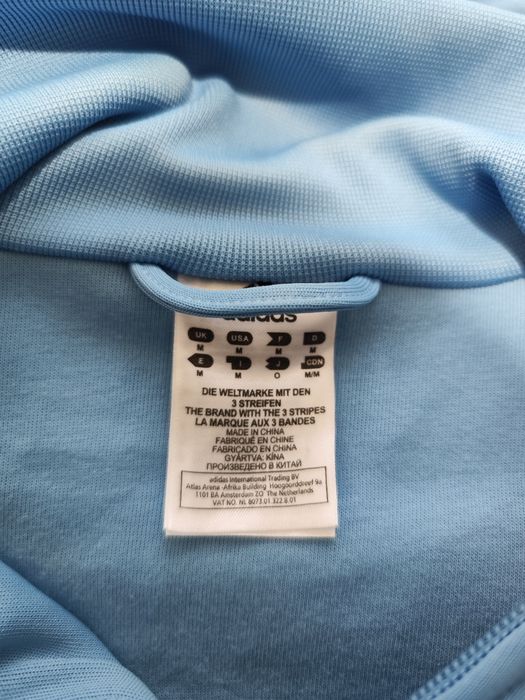 adidas
UK USA F D
M M M M
E I J CDN
M M O M/M
DIE WELTMARKE MIT DEN
3 STREIFEN
THE BRAND WITH THE 3 STRIPES
LA MARQUE AUX 3 BANDES
MADE IN CHINA
FABRIQUÉ EN CHINE
FABRICADO EN CHINA
GYÁRTVA: KÍNA
ПРОИЗВЕДЕНО В КИТАЙ
adidas International Trading BV
Atlas Arena -Afrika Building Hoogoorddreef 9a
1101 BA Amsterdam ZO The Netherlands
VAT NO. NL 8073.01.322.B.01